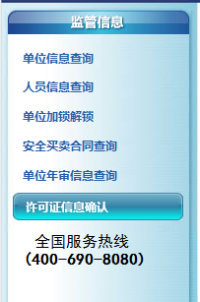 监管信息
单位信息查询
人员信息查询
单位加锁解锁
安全买卖合同查询
单位年审信息查询
许可证信息确认
全国服务热线
（400-690-8080）